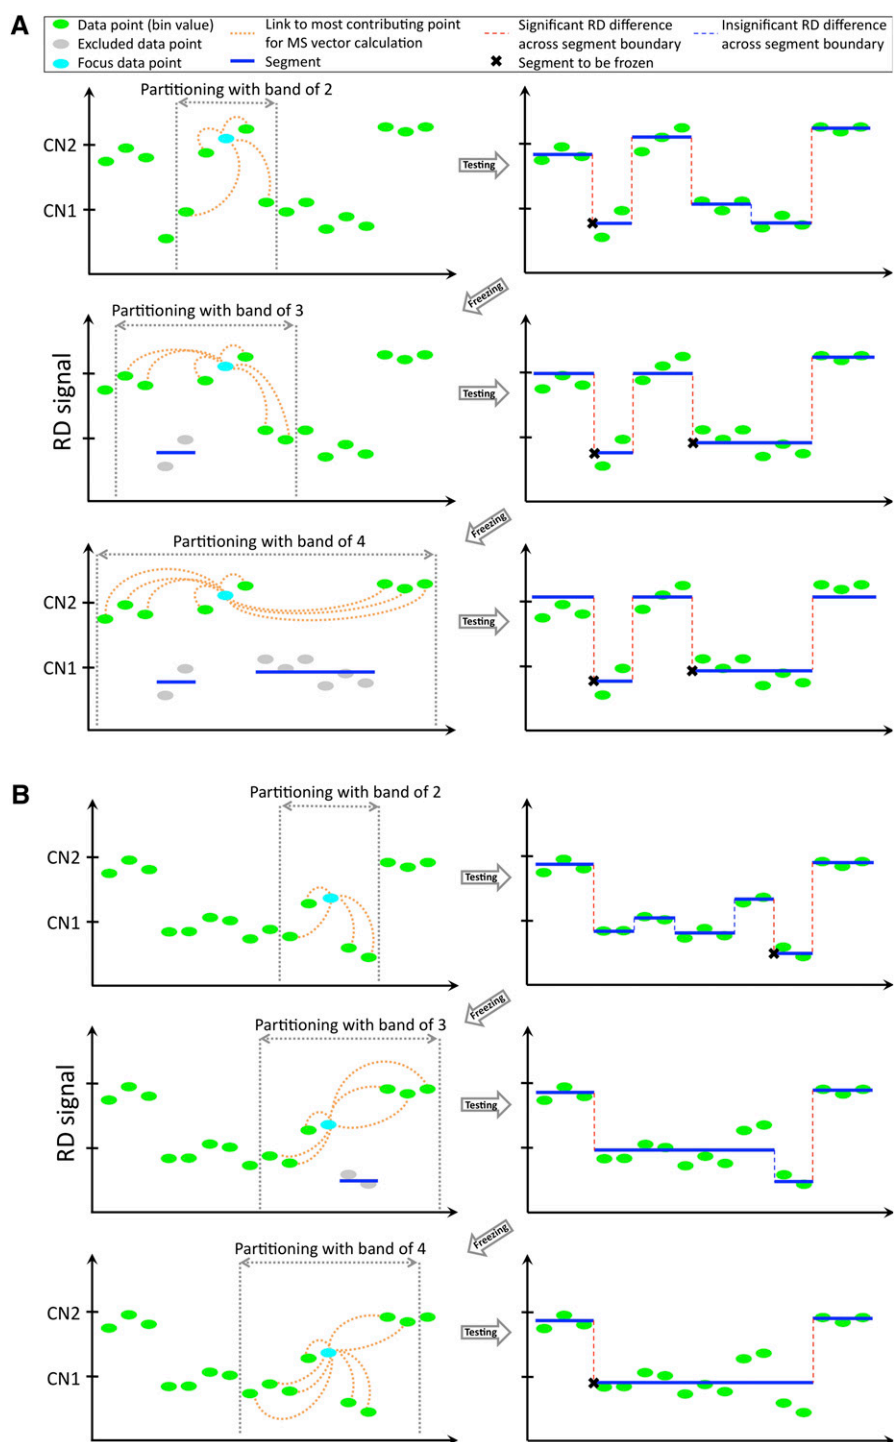 A
Data point (bin value)
Excluded data point
Focus data point
Link to most contributing point
for MS vector calculation
Segment
Significant RD difference
across segment boundary
Segment to be frozen
Insignificant RD difference
across segment boundary
Partitioning with band of 2
CN2
CN1
Testing
Freezing
Partitioning with band of 3
RD signal
Testing
Freezing
Partitioning with band of 4
CN2
CN1
Testing
B
Partitioning with band of 2
CN2
CN1
Testing
Freezing
Partitioning with band of 3
RD signal
Testing
Freezing
Partitioning with band of 4
CN2
CN1
Testing